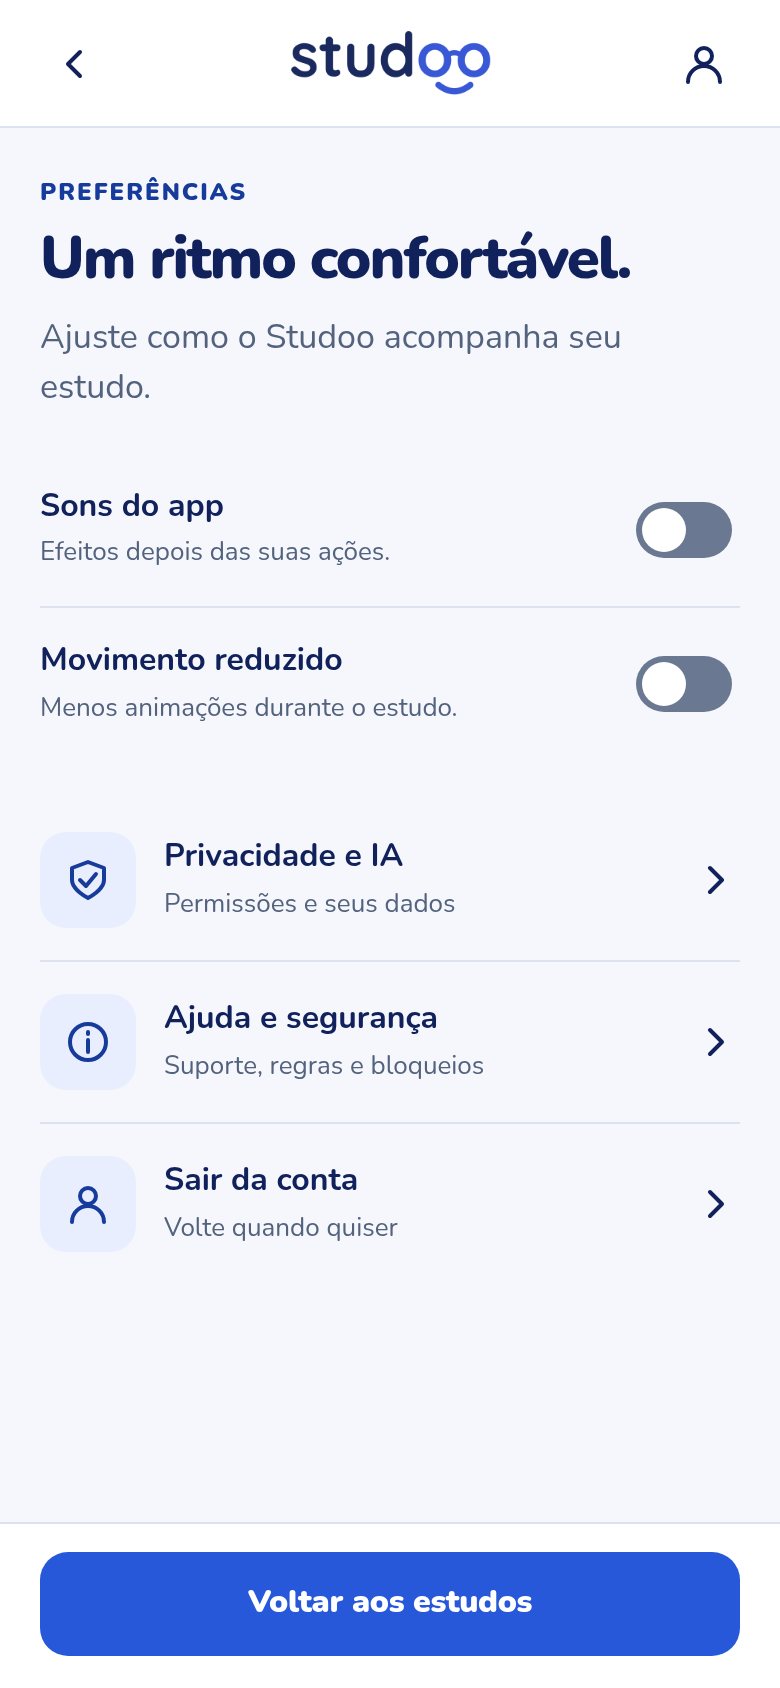 studoo
PREFERÊNCIAS
Um ritmo confortável.
Ajuste como o Studoo acompanha seu
estudo.
Sons do app
Efeitos depois das suas ações.
Movimento reduzido
Menos animações durante o estudo.
Privacidade e IA
Permissões e seus dados
Ajuda e segurança
Suporte, regras e bloqueios
Sair da conta
Volte quando quiser
Voltar aos estudos